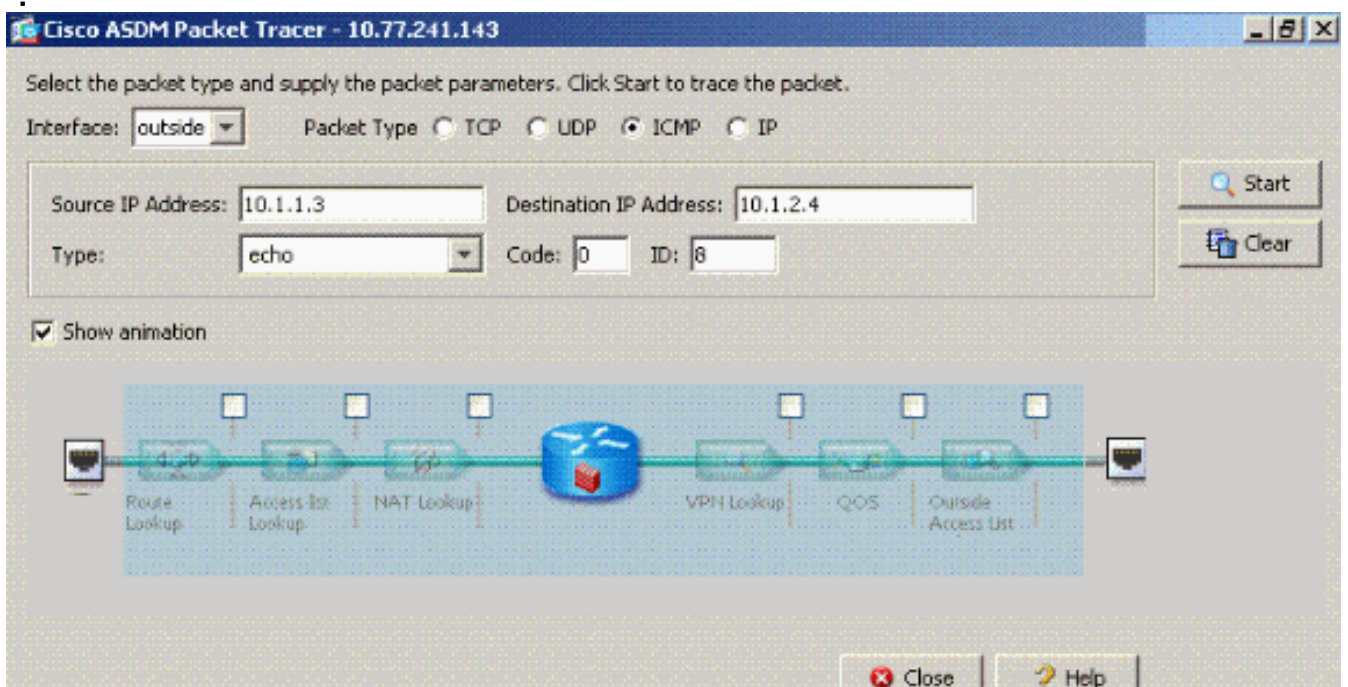 Cisco ASDM Packet Tracer - 10.77.241.143
Select the packet type and supply the packet parameters. Click Start to trace the packet.
Interface: outside Packet Type TCP UDP ICMP IP
Source IP Address: 10.1.1.3 Destination IP Address: 10.1.2.4
Start
Type: echo Code: 0 ID: 8
Clear
Show animation
Route Lookup
Access list Lookup
NAT Lookup
VPN Lookup
QOS
Outside Access List
Close Help